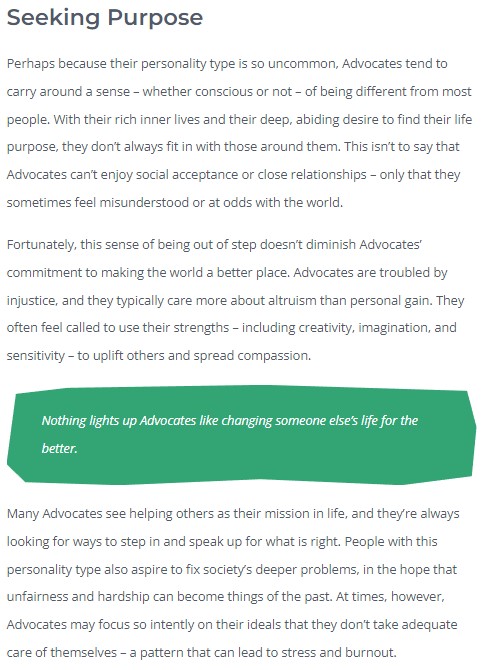 Seeking Purpose
Perhaps because their personality type is so uncommon, Advocates tend to
carry around a sense – whether conscious or not – of being different from most
people. With their rich inner lives and their deep, abiding desire to find their life
purpose, they don’t always fit in with those around them. This isn’t to say that
Advocates can’t enjoy social acceptance or close relationships – only that they
sometimes feel misunderstood or at odds with the world.
Fortunately, this sense of being out of step doesn’t diminish Advocates’
commitment to making the world a better place. Advocates are troubled by
injustice, and they typically care more about altruism than personal gain. They
often feel called to use their strengths – including creativity, imagination, and
sensitivity – to uplift others and spread compassion.
Nothing lights up Advocates like changing someone else’s life for the
better.
Many Advocates see helping others as their mission in life, and they’re always
looking for ways to step in and speak up for what is right. People with this
personality type also aspire to fix society’s deeper problems, in the hope that
unfairness and hardship can become things of the past. At times, however,
Advocates may focus so intently on their ideals that they don’t take adequate
care of themselves – a pattern that can lead to stress and burnout.